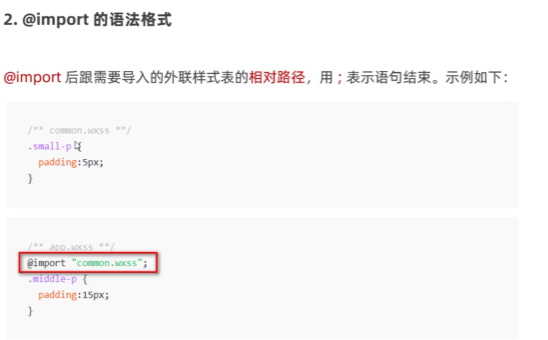 2. @import 的语法格式
@import 后跟需要导入的外联样式表的相对路径，用 ; 表示语句结束。示例如下：
/** common.wxss **/
.small-p {
padding:5px;
}
/** app.wxss **/
@import "common.wxss";
.middle-p {
padding:15px;
}